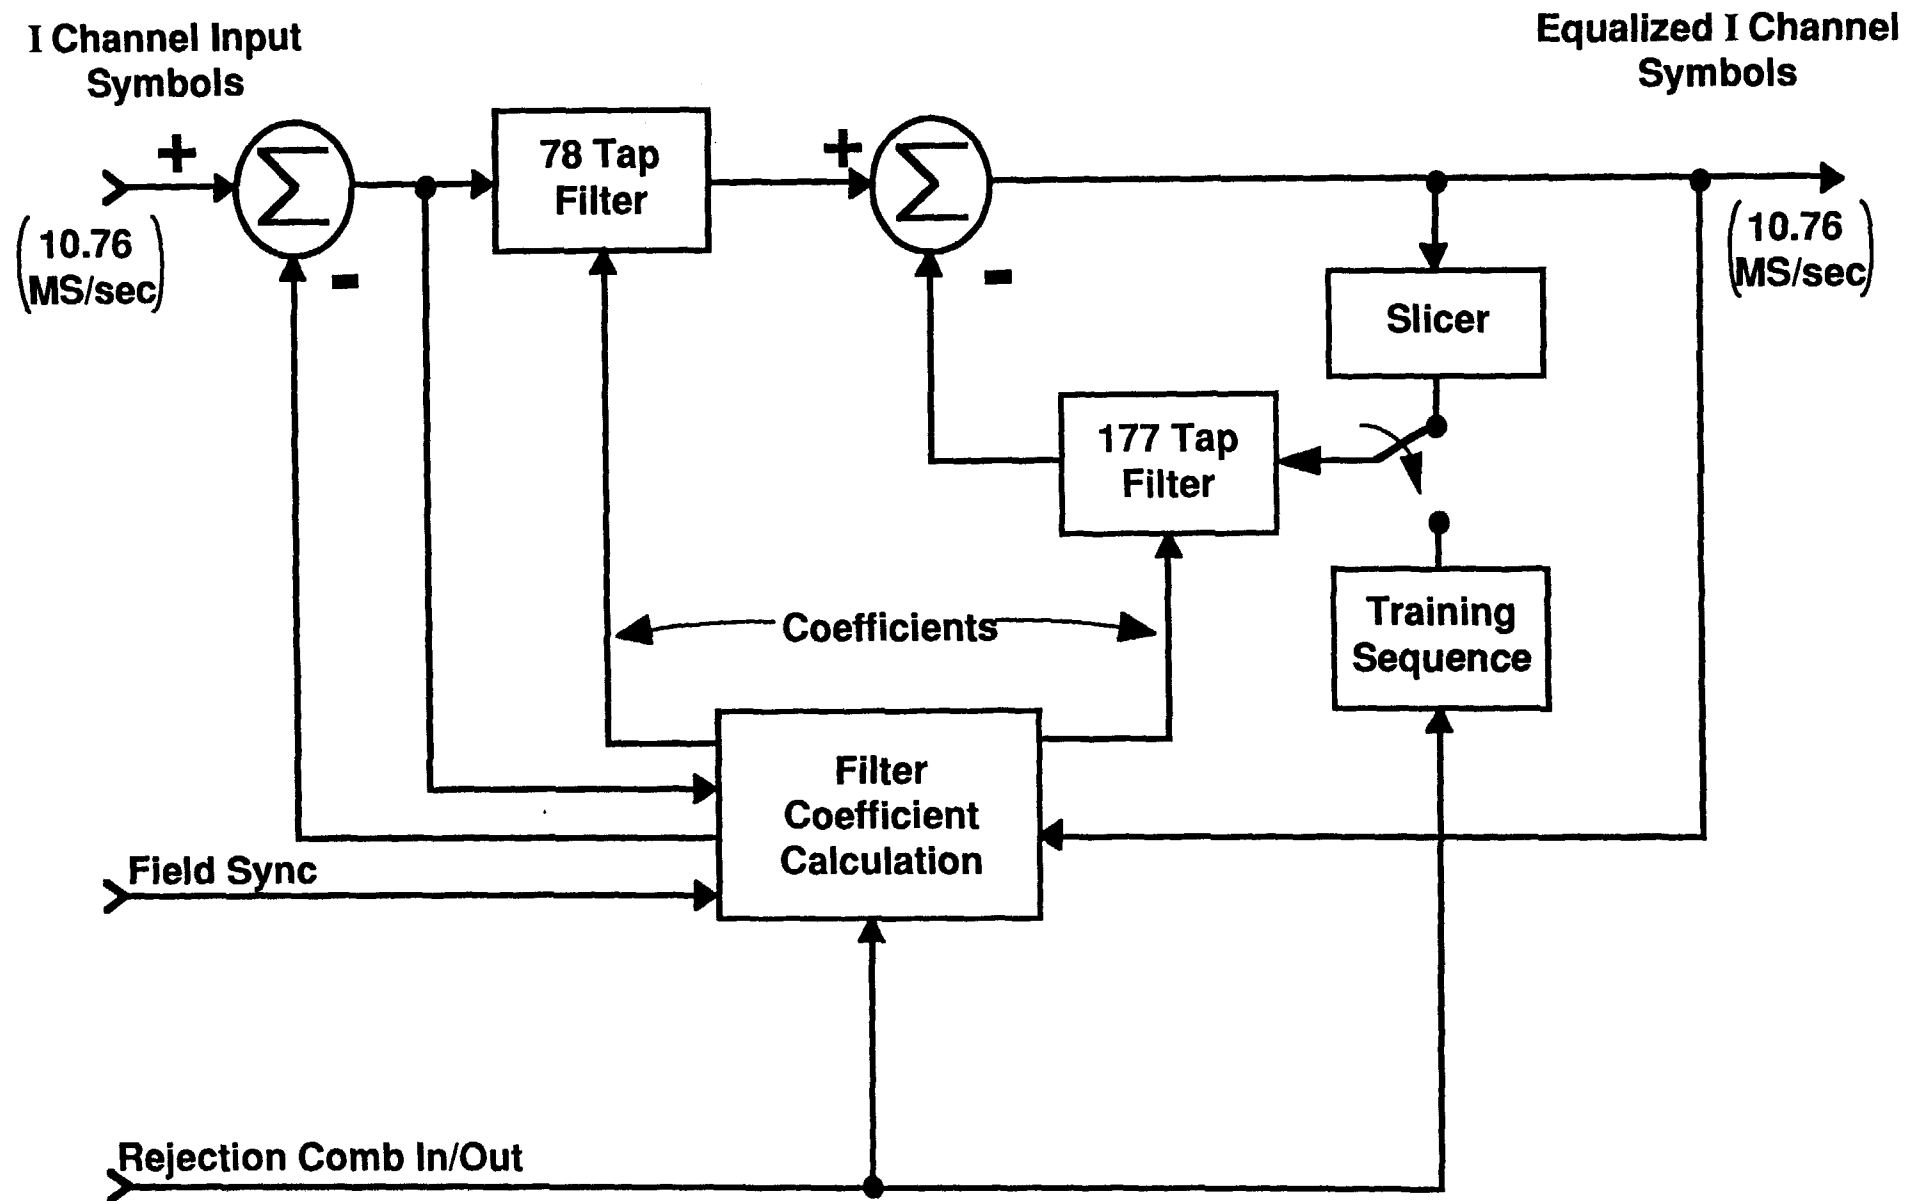 I Channel Input
Symbols
Equalized I Channel
Symbols
+
Σ
78 Tap
Filter
+
Σ
(10.76
MS/sec)
-
-
(10.76
MS/sec)
Slicer
177 Tap
Filter
Coefficients
Training
Sequence
Filter
Coefficient
Calculation
Field Sync
Rejection Comb In/Out